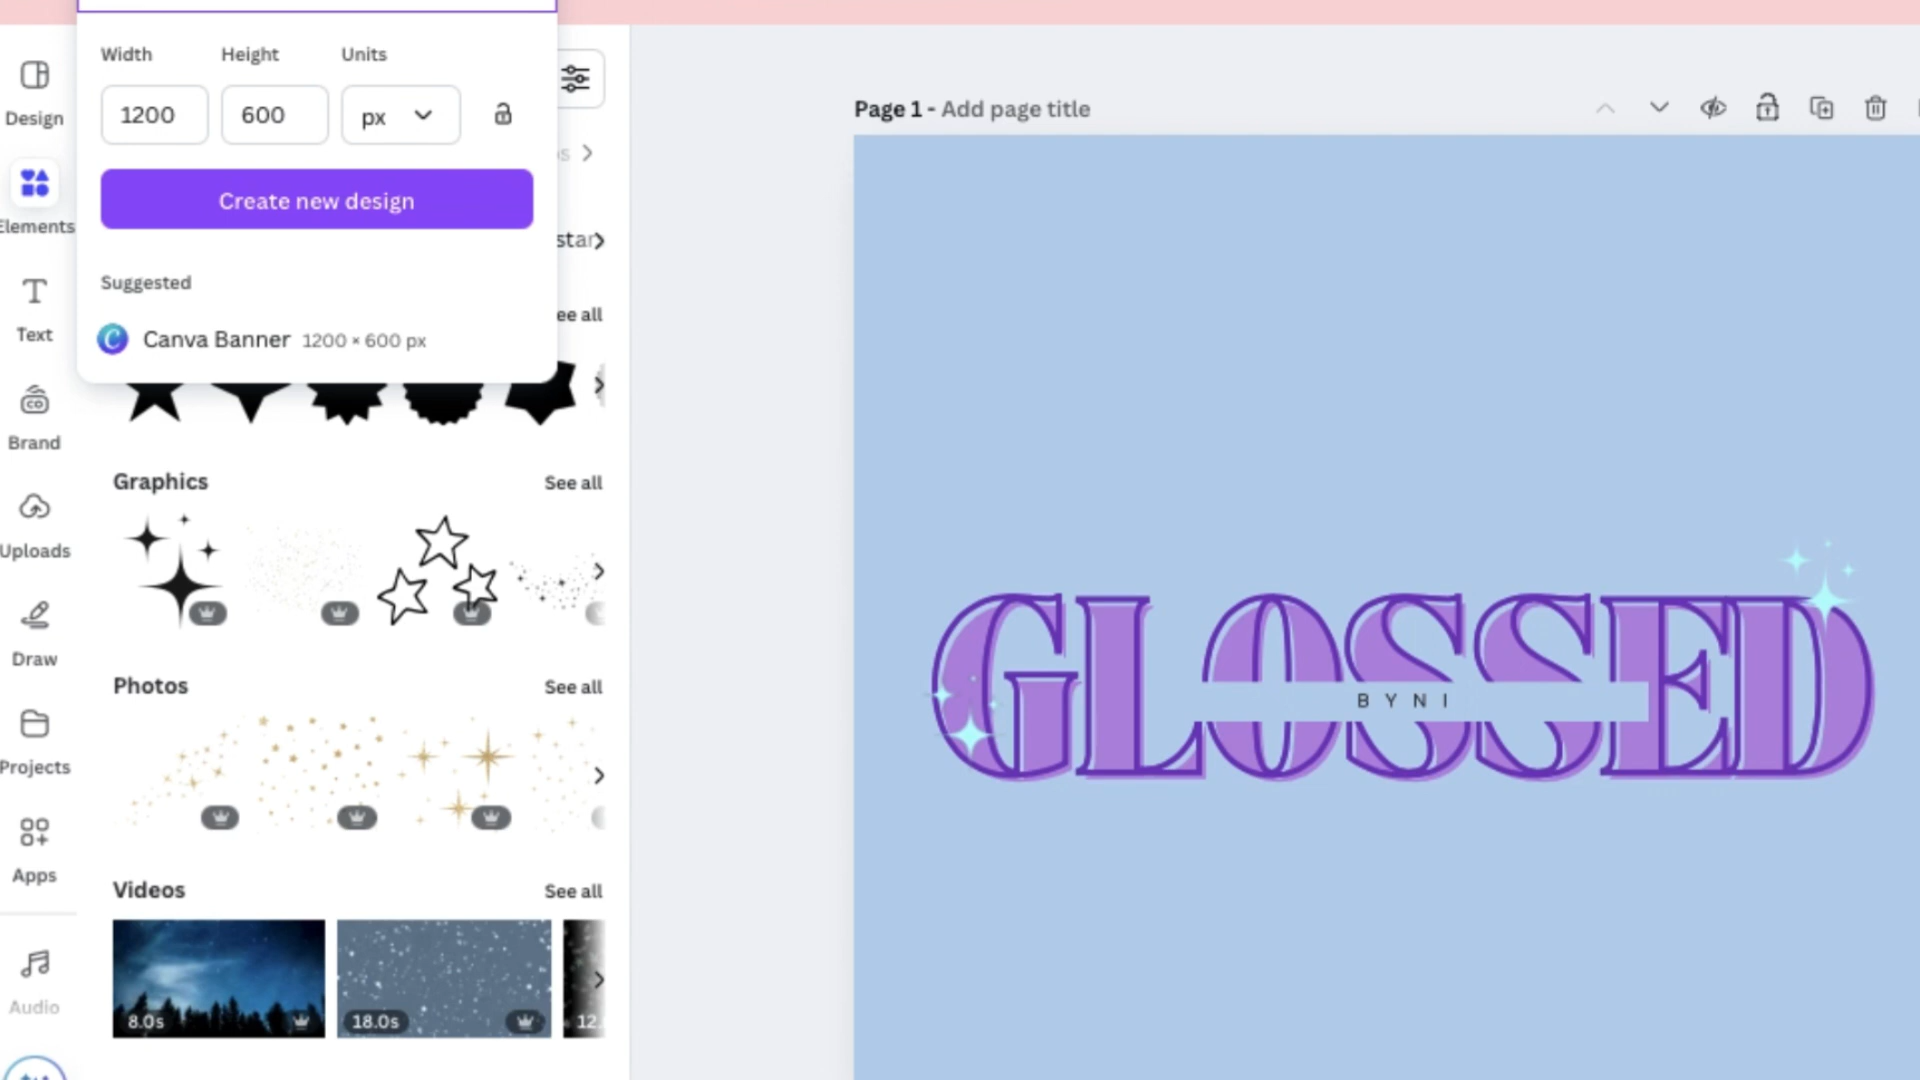 Width Height Units
1200 600 px
Create new design
Suggested
Canva Banner 1200 × 600 px
Design
Elements
Text
Brand
Uploads
Draw
Projects
Apps
Audio
star
ee all
Graphics See all
Photos See all
Videos See all
8.0s 18.0s 12.
Page 1 - Add page title
GLOSSED
BYNI